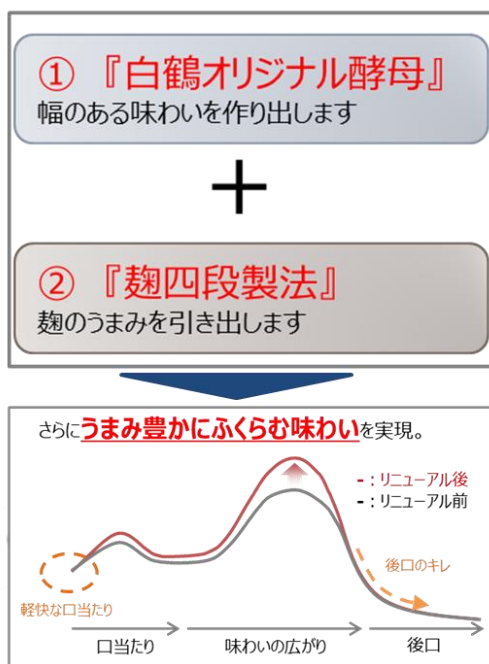 ① 『白鶴オリジナル酵母』
幅のある味わいを作り出します
＋
② 『麹四段製法』
麹のうまみを引き出します
さらにうまみ豊かにふくらむ味わいを実現。
-：リニューアル後
-：リニューアル前
後口のキレ
軽快な口当たり
口当たり
味わいの広がり
後口